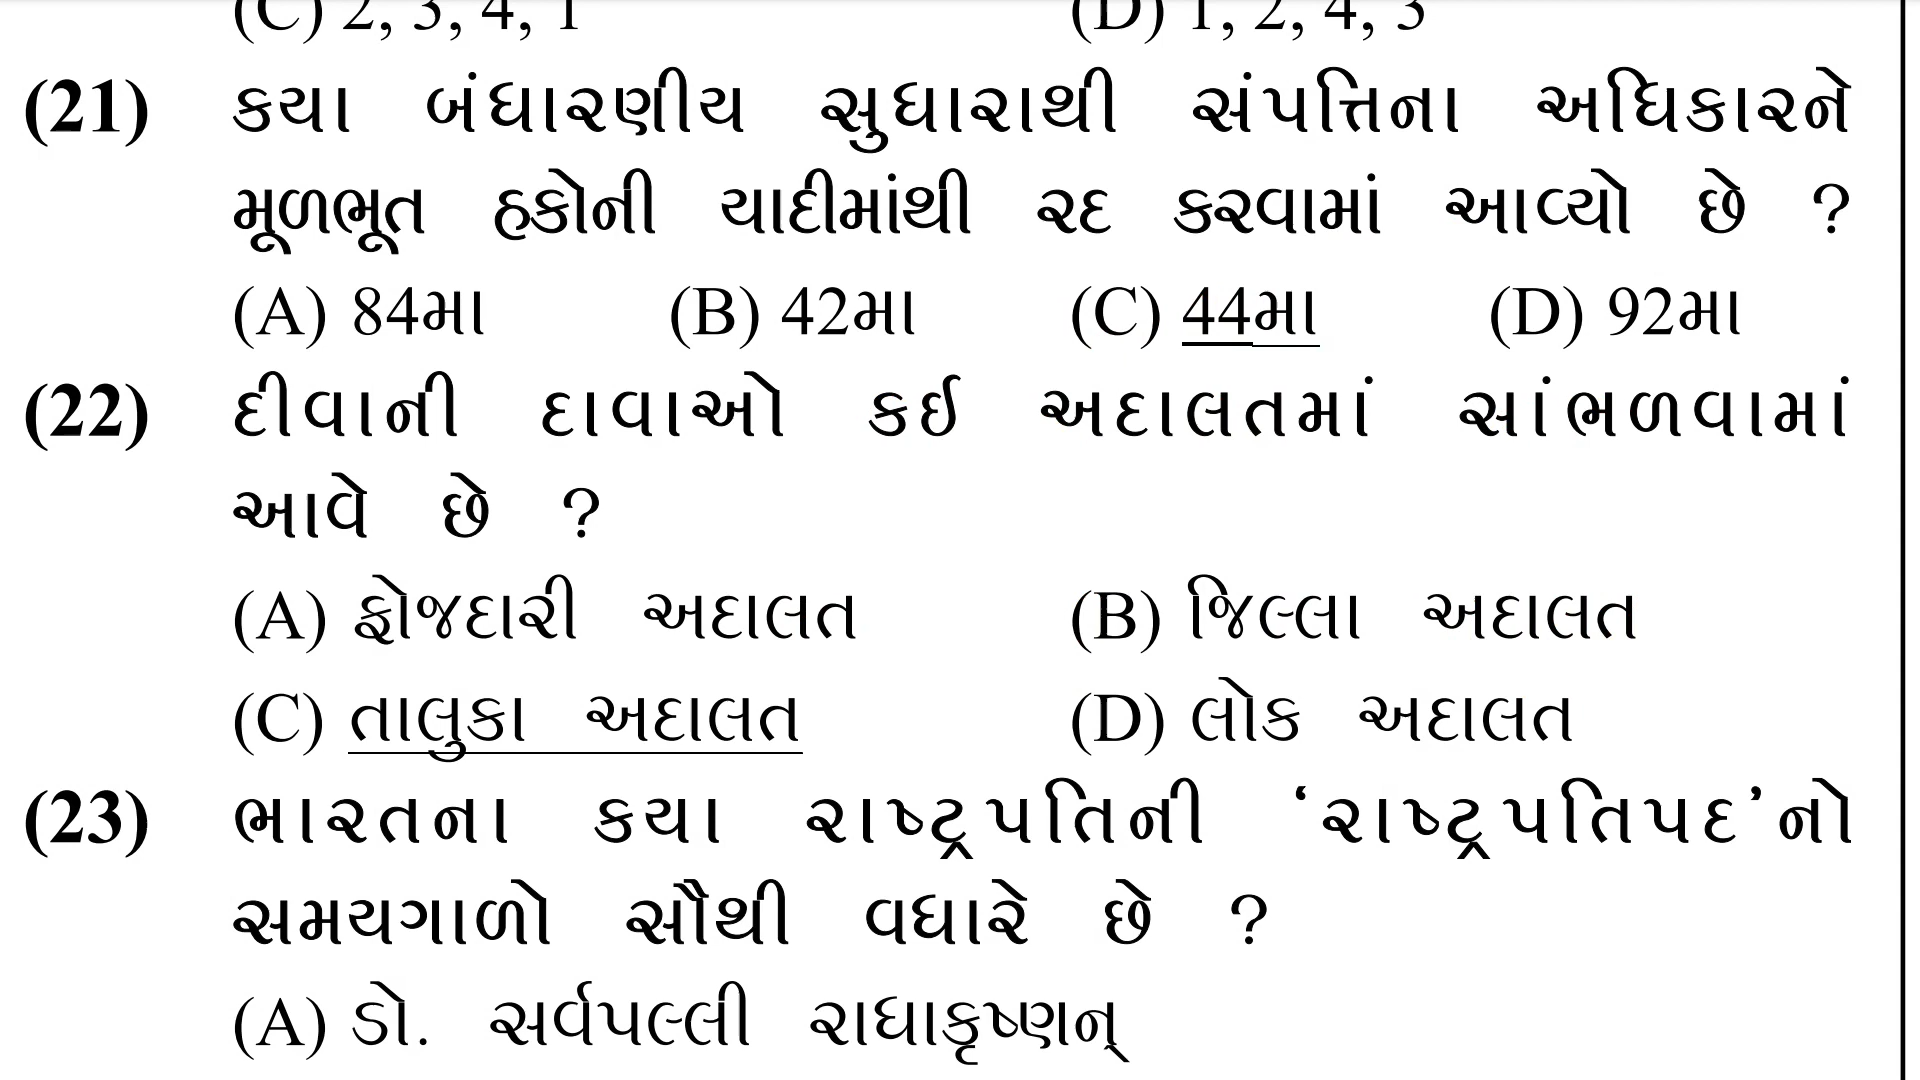 (C) 2, 3, 4, 1 (D) 1, 2, 4, 3
(21) કયા બંધારણીય સુધારાથી સંપત્તિના અધિકારને
મૂળભૂત હકોની યાદીમાંથી રદ કરવામાં આવ્યો છે ?
(A) 84મા (B) 42મા (C) 44મા (D) 92મા
(22) દીવાની દાવાઓ કઈ અદાલતમાં સાંભળવામાં
આવે છે ?
(A) ફોજદારી અદાલત (B) જિલ્લા અદાલત
(C) તાલુકા અદાલત (D) લોક અદાલત
(23) ભારતના કયા રાષ્ટ્રપતિની ‘રાષ્ટ્રપતિપદ’નો
સમયગાળો સૌથી વધારે છે ?
(A) ડો. સર્વપલ્લી રાધાકૃષ્ણન્